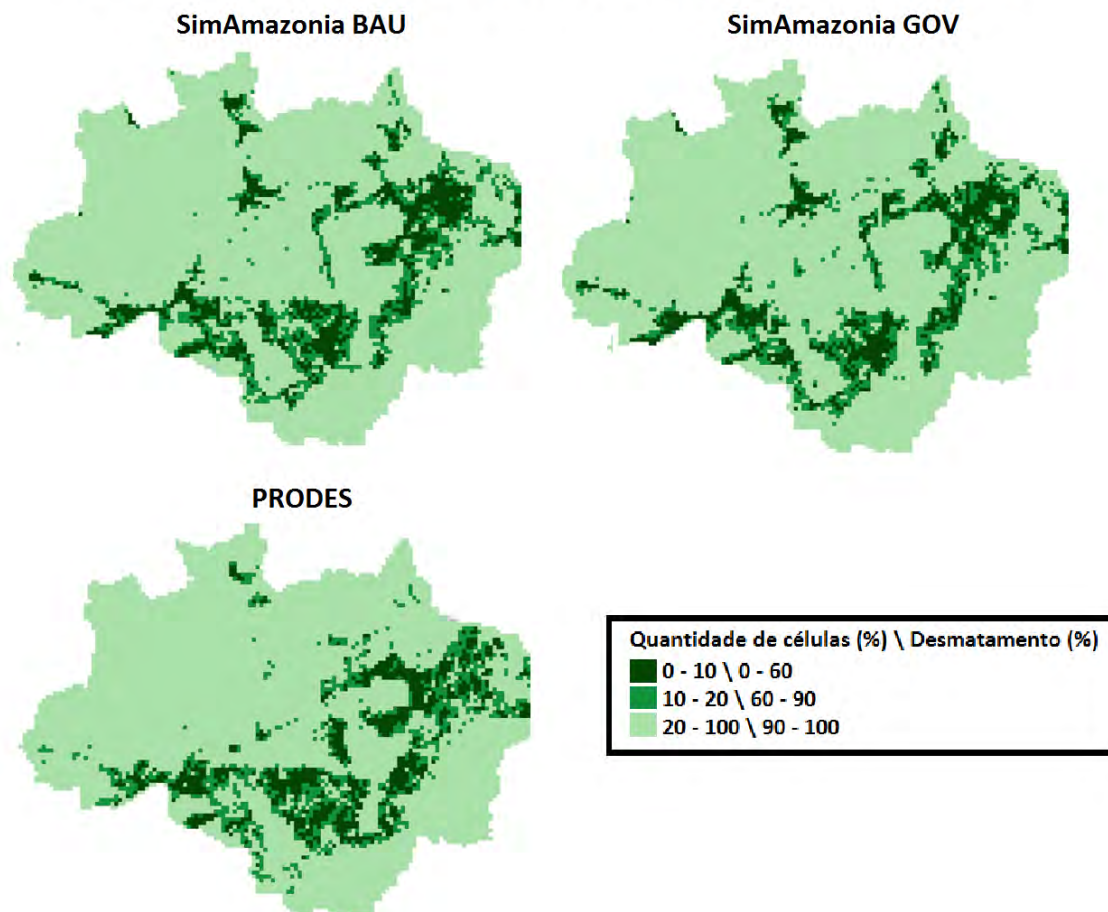 SimAmazonia BAU
SimAmazonia GOV
PRODES
Quantidade de células (%) \ Desmatamento (%)
0 - 10 \ 0 - 60
10 - 20 \ 60 - 90
20 - 100 \ 90 - 100